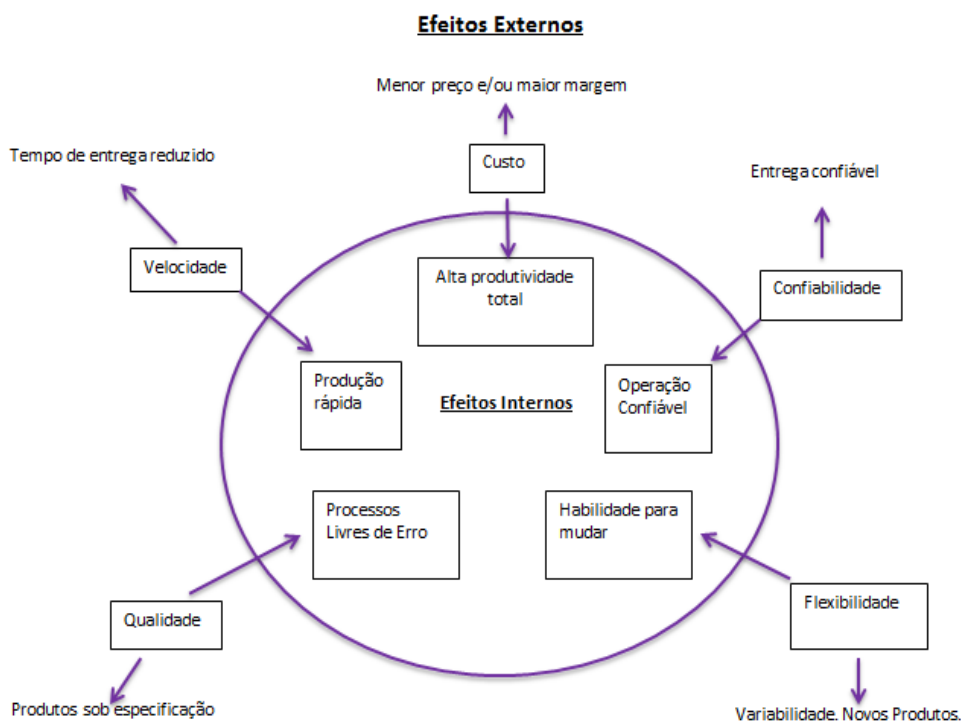 Efeitos Externos
Menor preço e/ou maior margem
Tempo de entrega reduzido
Custo
Entrega confiável
Velocidade
Alta produtividade
total
Confiabilidade
Produção
rápida
Efeitos Internos
Operação
Confiável
Processos
Livres de Erro
Habilidade para
mudar
Qualidade
Flexibilidade
Produtos sob especificação
Variabilidade. Novos Produtos.